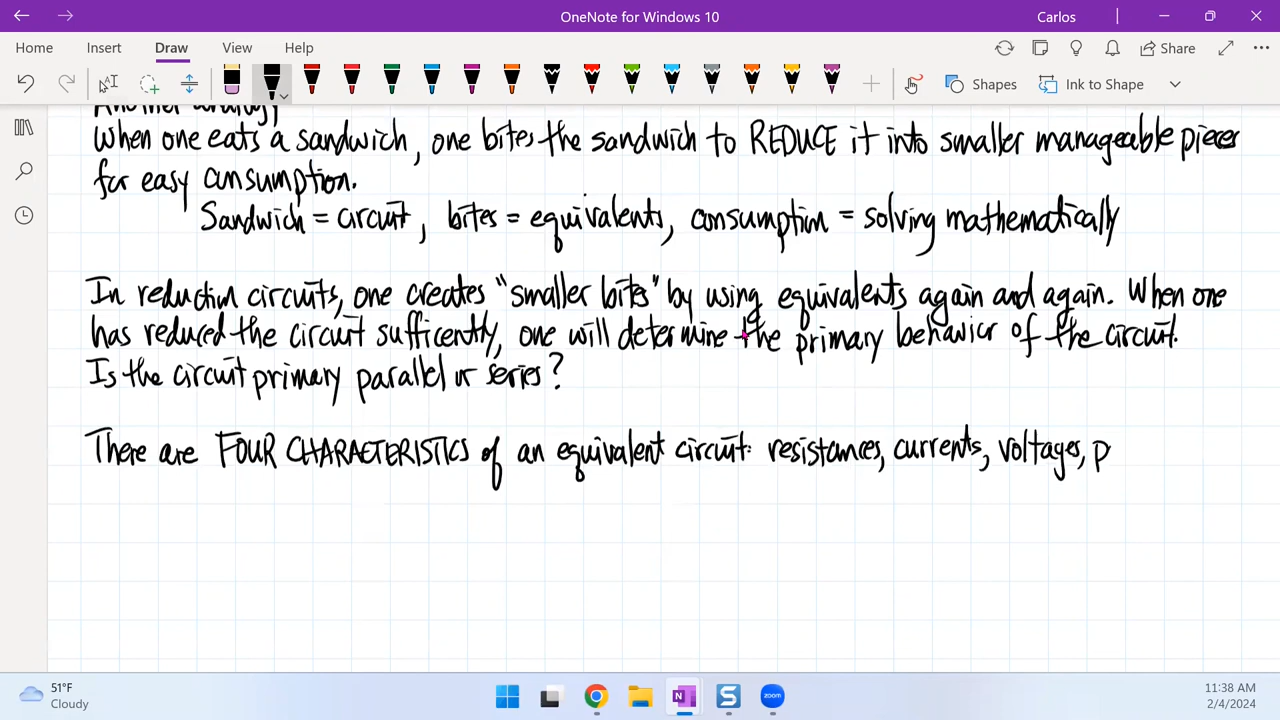 OneNote for Windows 10
Carlos
Home Insert Draw View Help
Share
Shapes
Ink to Shape
Another analogy
When one eats a sandwich, one bites the sandwich to REDUCE it into smaller manageable pieces
for easy consumption.
Sandwich = circuit, bites = equivalents, consumption = solving mathematically
In reduction circuits, one creates "smaller bites" by using equivalents again and again. When one
has reduced the circuit sufficently, one will determine the primary behavior of the circuit.
Is the circuit primary parallel or series?
There are FOUR CHARACTERISTICS of an equivalent circuit: resistances, currents, voltages, p
51°F
Cloudy
zoom
11:38 AM
2/4/2024